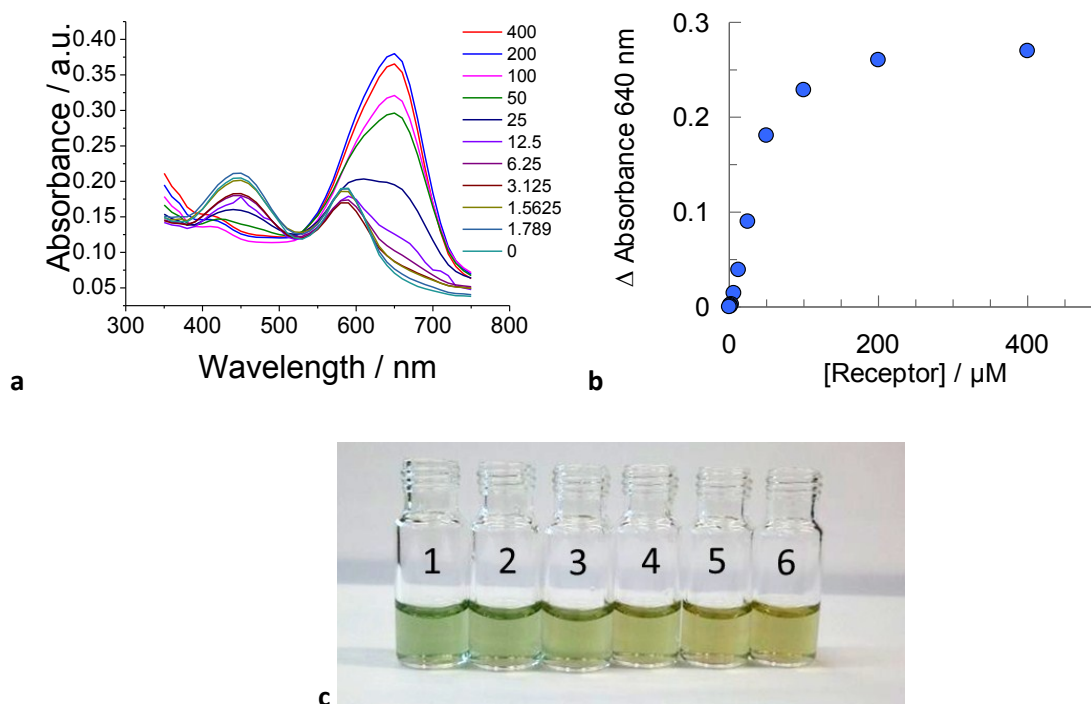 Absorbance / a.u.
0.40
0.35
0.30
0.25
0.20
0.15
0.10
0.05
300 400 500 600 700 800
Wavelength / nm
400
200
100
50
25
12.5
6.25
3.125
1.5625
1.789
0
a
Δ Absorbance 640 nm
0.3
0.2
0.1
0
0 200 400
[Receptor] / µM
b
1 2 3 4 5 6
c